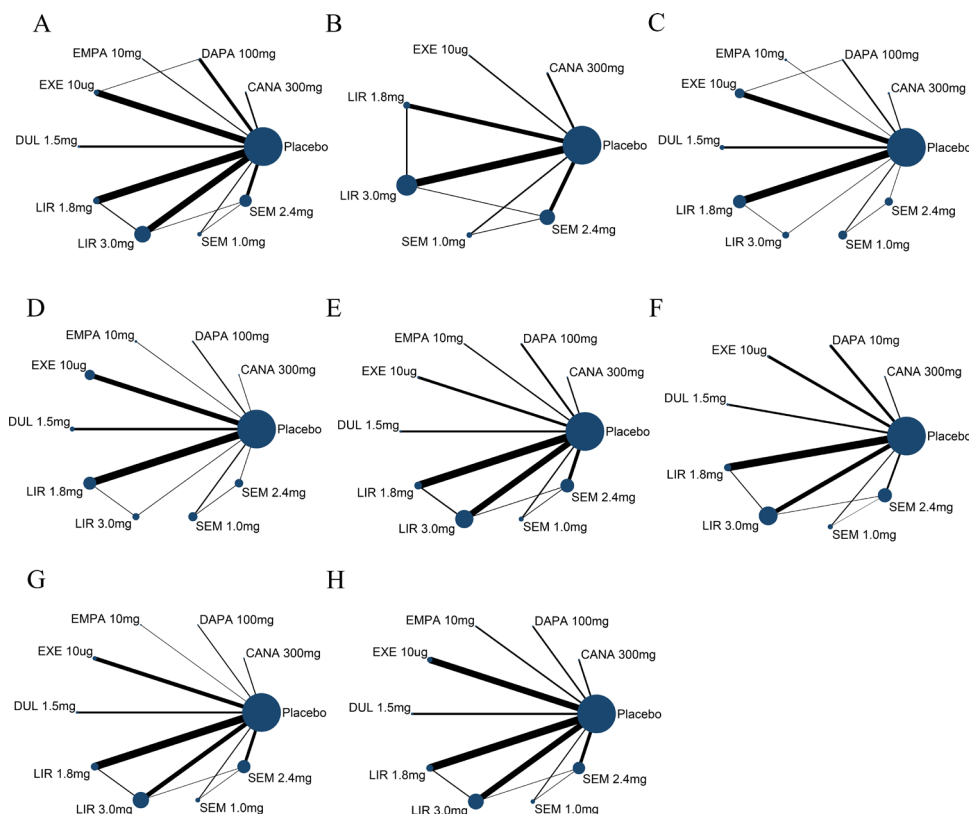 A
EMPA 10mg
DAPA 100mg
EXE 10ug
CANA 300mg
DUL 1.5mg
Placebo
LIR 1.8mg
SEM 2.4mg
LIR 3.0mg
SEM 1.0mg
B
EXE 10ug
CANA 300mg
LIR 1.8mg
Placebo
LIR 3.0mg
SEM 2.4mg
SEM 1.0mg
C
EMPA 10mg
DAPA 100mg
EXE 10ug
CANA 300mg
DUL 1.5mg
Placebo
LIR 1.8mg
SEM 2.4mg
LIR 3.0mg
SEM 1.0mg
D
EMPA 10mg
DAPA 100mg
EXE 10ug
CANA 300mg
DUL 1.5mg
Placebo
LIR 1.8mg
SEM 2.4mg
LIR 3.0mg
SEM 1.0mg
E
EMPA 10mg
DAPA 100mg
EXE 10ug
CANA 300mg
DUL 1.5mg
Placebo
LIR 1.8mg
SEM 2.4mg
LIR 3.0mg
SEM 1.0mg
F
DAPA 10mg
EXE 10ug
CANA 300mg
DUL 1.5mg
Placebo
LIR 1.8mg
SEM 2.4mg
LIR 3.0mg
SEM 1.0mg
G
EMPA 10mg
DAPA 100mg
EXE 10ug
CANA 300mg
DUL 1.5mg
Placebo
LIR 1.8mg
SEM 2.4mg
LIR 3.0mg
SEM 1.0mg
H
EMPA 10mg
DAPA 100mg
EXE 10ug
CANA 300mg
DUL 1.5mg
Placebo
LIR 1.8mg
SEM 2.4mg
LIR 3.0mg
SEM 1.0mg